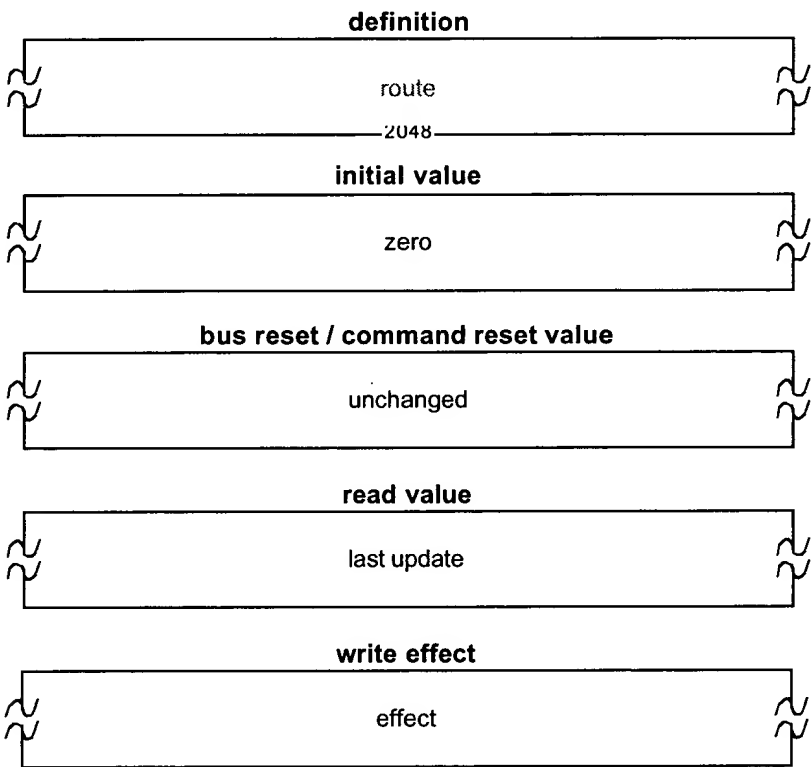 definition
route
2048
initial value
zero
bus reset / command reset value
unchanged
read value
last update
write effect
effect